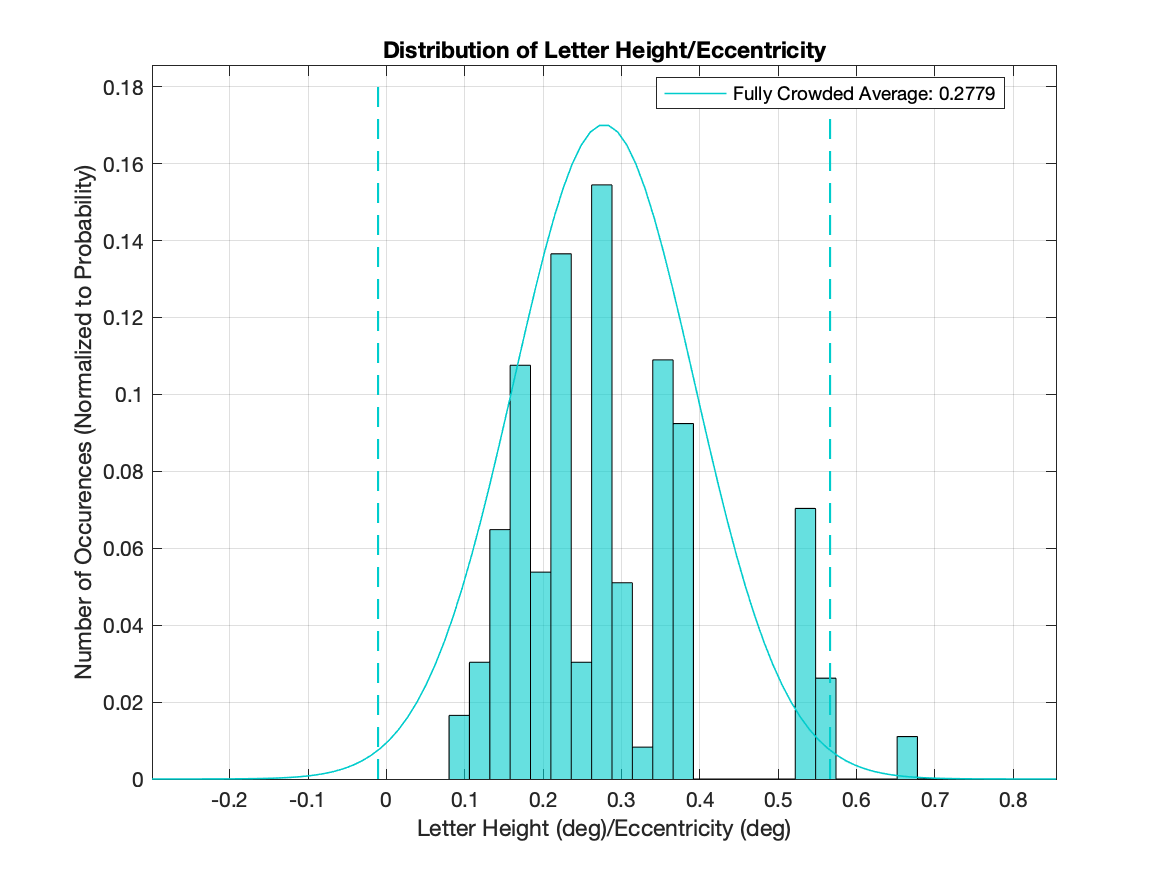 Distribution of Letter Height/Eccentricity
Fully Crowded Average: 0.2779
Number of Occurences (Normalized to Probability)
0.18
0.16
0.14
0.12
0.1
0.08
0.06
0.04
0.02
0
-0.2 -0.1 0 0.1 0.2 0.3 0.4 0.5 0.6 0.7 0.8
Letter Height (deg)/Eccentricity (deg)